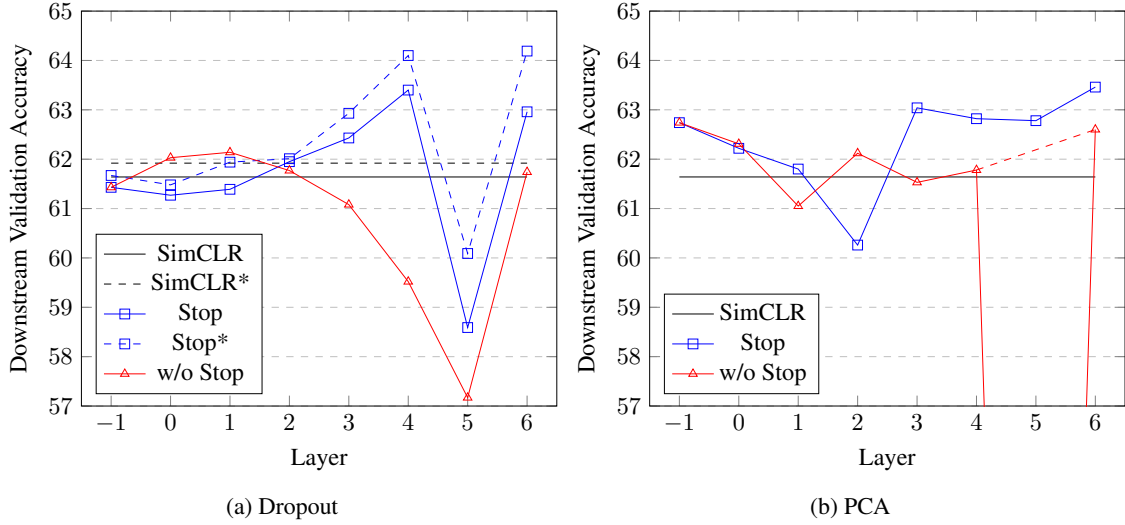 65
64
63
62
61
60
59
58
57
−1 0 1 2 3 4 5 6
Layer
Downstream Validation Accuracy
SimCLR
SimCLR*
Stop
Stop*
w/o Stop
(a) Dropout
65
64
63
62
61
60
59
58
57
−1 0 1 2 3 4 5 6
Layer
Downstream Validation Accuracy
SimCLR
Stop
w/o Stop
(b) PCA